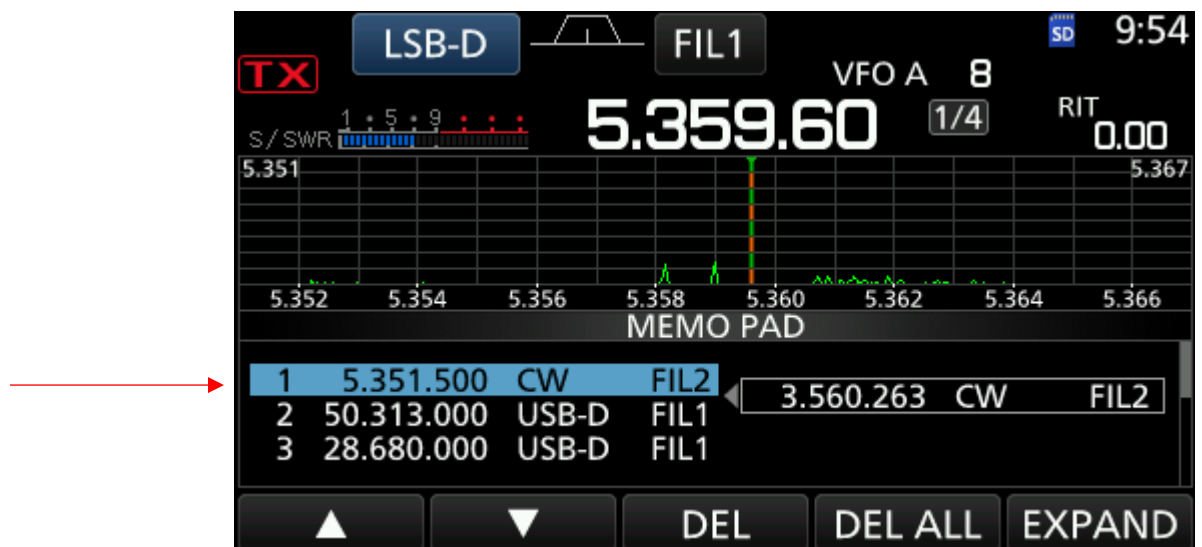 LSB-D FIL1 SD 9:54
TX VFO A 8
5.359.60 1/4 RIT 0.00
S/SWR 1 5 9
5.351 5.367
5.352 5.354 5.356 5.358 5.360 5.362 5.364 5.366
MEMO PAD
1 5.351.500 CW FIL2 3.560.263 CW FIL2
2 50.313.000 USB-D FIL1
3 28.680.000 USB-D FIL1
▲ ▼ DEL DEL ALL EXPAND